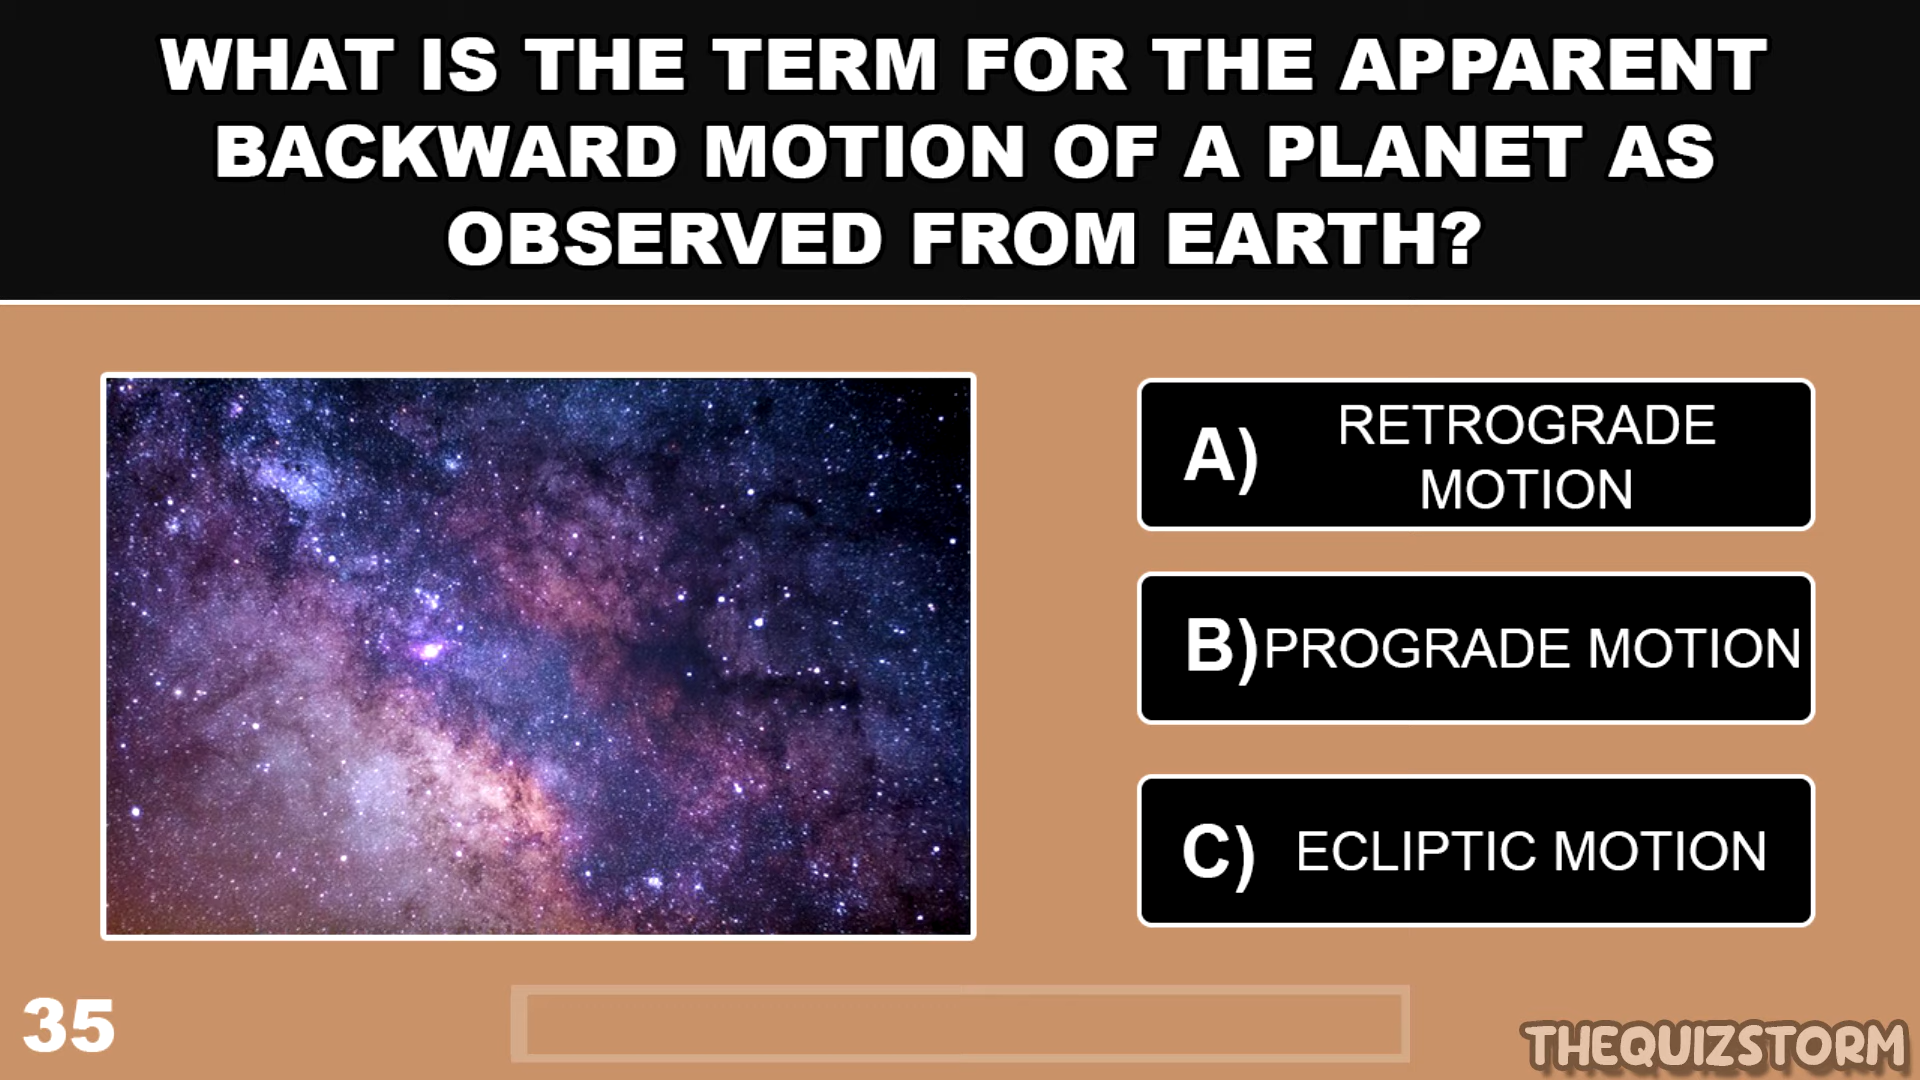 WHAT IS THE TERM FOR THE APPARENT
BACKWARD MOTION OF A PLANET AS
OBSERVED FROM EARTH?
A) RETROGRADE
MOTION
B) PROGRADE MOTION
C) ECLIPTIC MOTION
35
THEQUIZSTORM